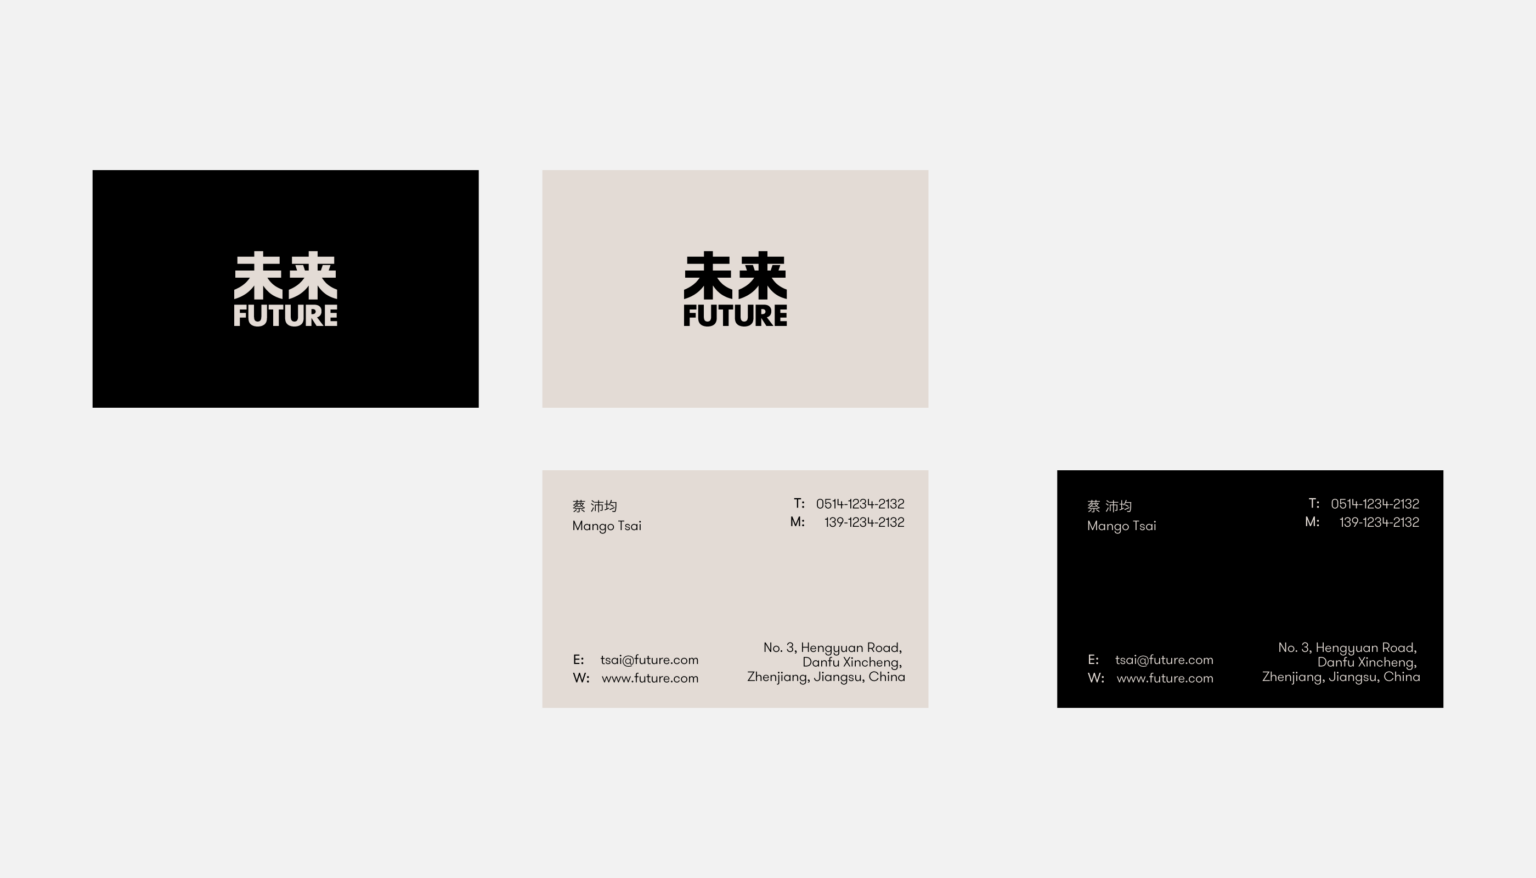 未来
FUTURE
未来
FUTURE
蔡 沛均
Mango Tsai
T: 0514-1234-2132
M: 139-1234-2132
E: tsai@future.com
W: www.future.com
No. 3, Hengyuan Road,
Danfu Xincheng,
Zhenjiang, Jiangsu, China
蔡 沛均
Mango Tsai
T: 0514-1234-2132
M: 139-1234-2132
E: tsai@future.com
W: www.future.com
No. 3, Hengyuan Road,
Danfu Xincheng,
Zhenjiang, Jiangsu, China